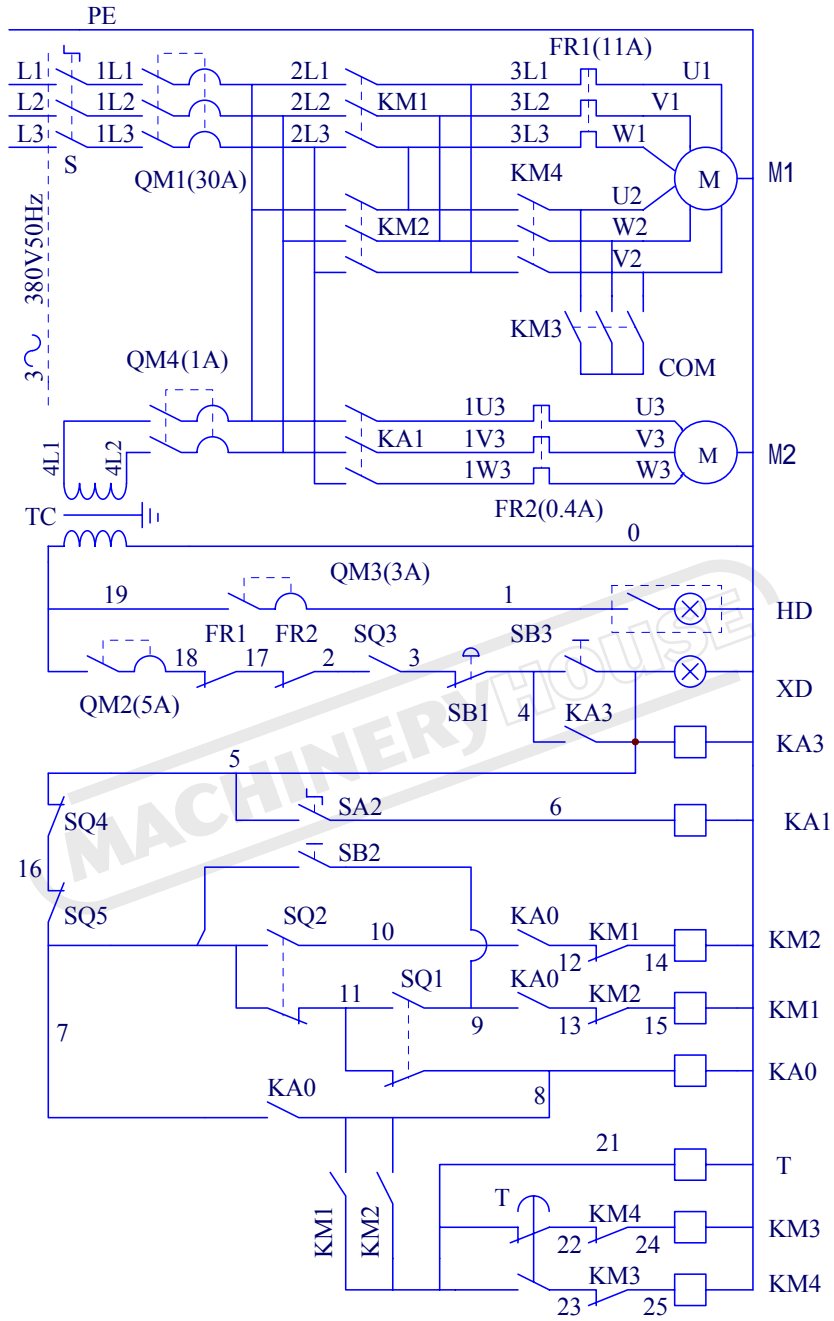 PE
FR1(11A)
L1 1L1 2L1 3L1 U1
L2 1L2 2L2 KM1 3L2 V1
L3 1L3 2L3 3L3 W1
S QM1(30A) KM4 M M1
U2
KM2 W2
V2
3 380V50Hz
KM3
COM
QM4(1A)
4L1 4L2
1U3 U3
KA1 1V3 V3 M M2
1W3 W3
FR2(0.4A)
TC
0
QM3(3A)
19 1 HD
FR1 FR2 SQ3 SB3
18 17 2 3 XD
QM2(5A) SB1
4 KA3 KA3
5
SA2 6 KA1
SQ4
SB2
16
SQ5
SQ2 10 KA0 KM1 KM2
12 14
11 SQ1 KA0 KM2 KM1
7 9 13 15
KA0
KA0 8
21 T
KM1 KM2
T KM4 KM3
22 24
KM3 KM4
23 25
MACHINERYHOUSE